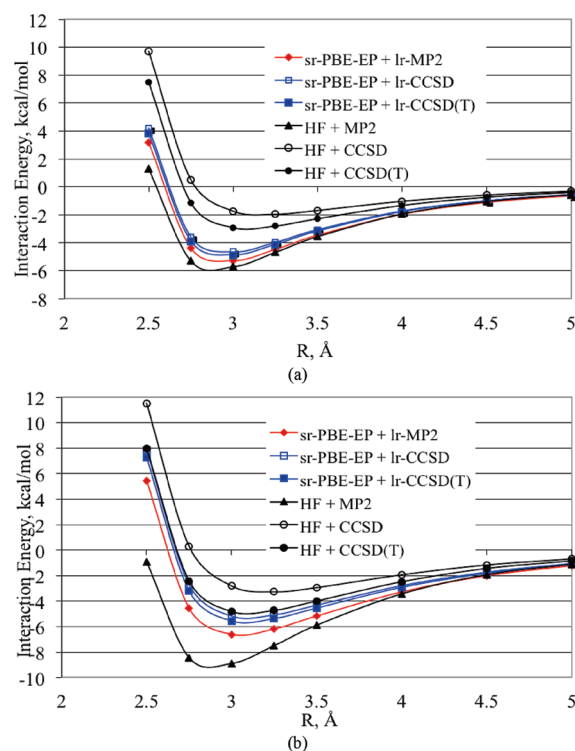 12
10
8
6
4
2
0
-2
-4
-6
-8
Interaction Energy, kcal/mol
sr-PBE-EP + lr-MP2
sr-PBE-EP + lr-CCSD
sr-PBE-EP + lr-CCSD(T)
HF + MP2
HF + CCSD
HF + CCSD(T)
2 2.5 3 3.5 4 4.5 5
R, Å
(a)
12
10
8
6
4
2
0
-2
-4
-6
-8
-10
Interaction Energy, kcal/mol
sr-PBE-EP + lr-MP2
sr-PBE-EP + lr-CCSD
sr-PBE-EP + lr-CCSD(T)
HF + MP2
HF + CCSD
HF + CCSD(T)
2 2.5 3 3.5 4 4.5 5
R, Å
(b)